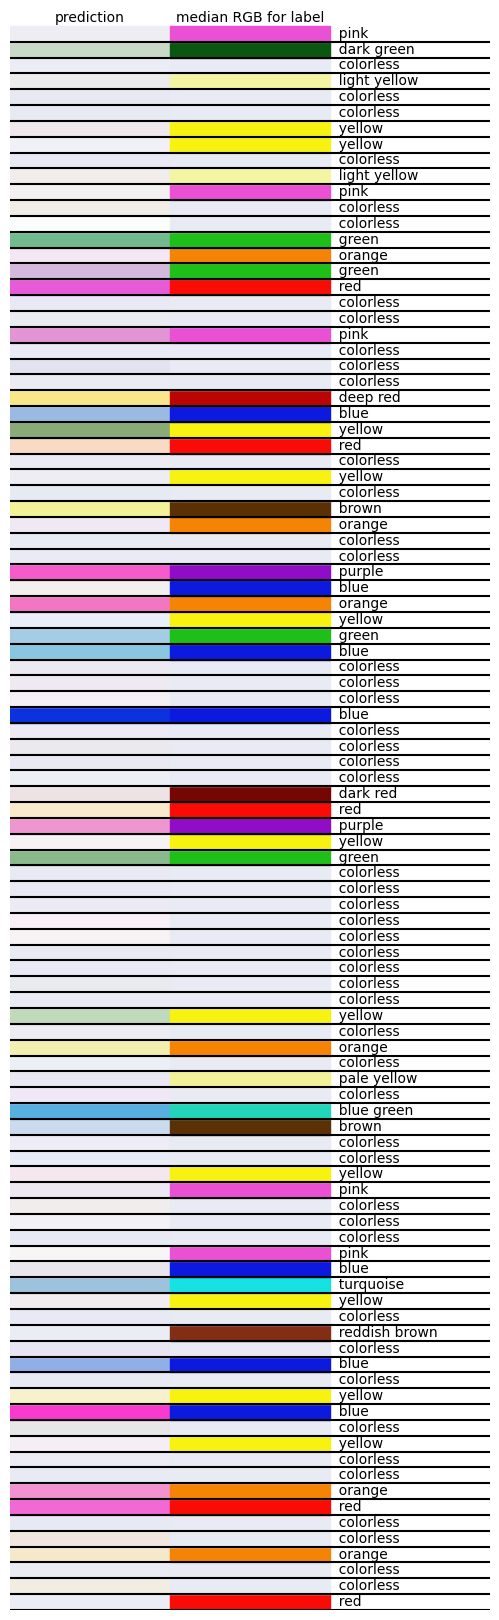 prediction median RGB for label
pink
dark green
colorless
light yellow
colorless
colorless
yellow
yellow
colorless
light yellow
pink
colorless
colorless
green
orange
green
red
colorless
colorless
pink
colorless
colorless
colorless
deep red
blue
yellow
red
colorless
yellow
colorless
brown
orange
colorless
colorless
purple
blue
orange
yellow
green
blue
colorless
colorless
colorless
blue
colorless
colorless
colorless
colorless
dark red
red
purple
yellow
green
colorless
colorless
colorless
colorless
colorless
colorless
colorless
colorless
colorless
yellow
colorless
orange
colorless
pale yellow
colorless
blue green
brown
colorless
colorless
yellow
pink
colorless
colorless
colorless
pink
blue
turquoise
yellow
colorless
reddish brown
colorless
blue
colorless
yellow
blue
colorless
yellow
colorless
colorless
orange
red
colorless
colorless
orange
colorless
colorless
red